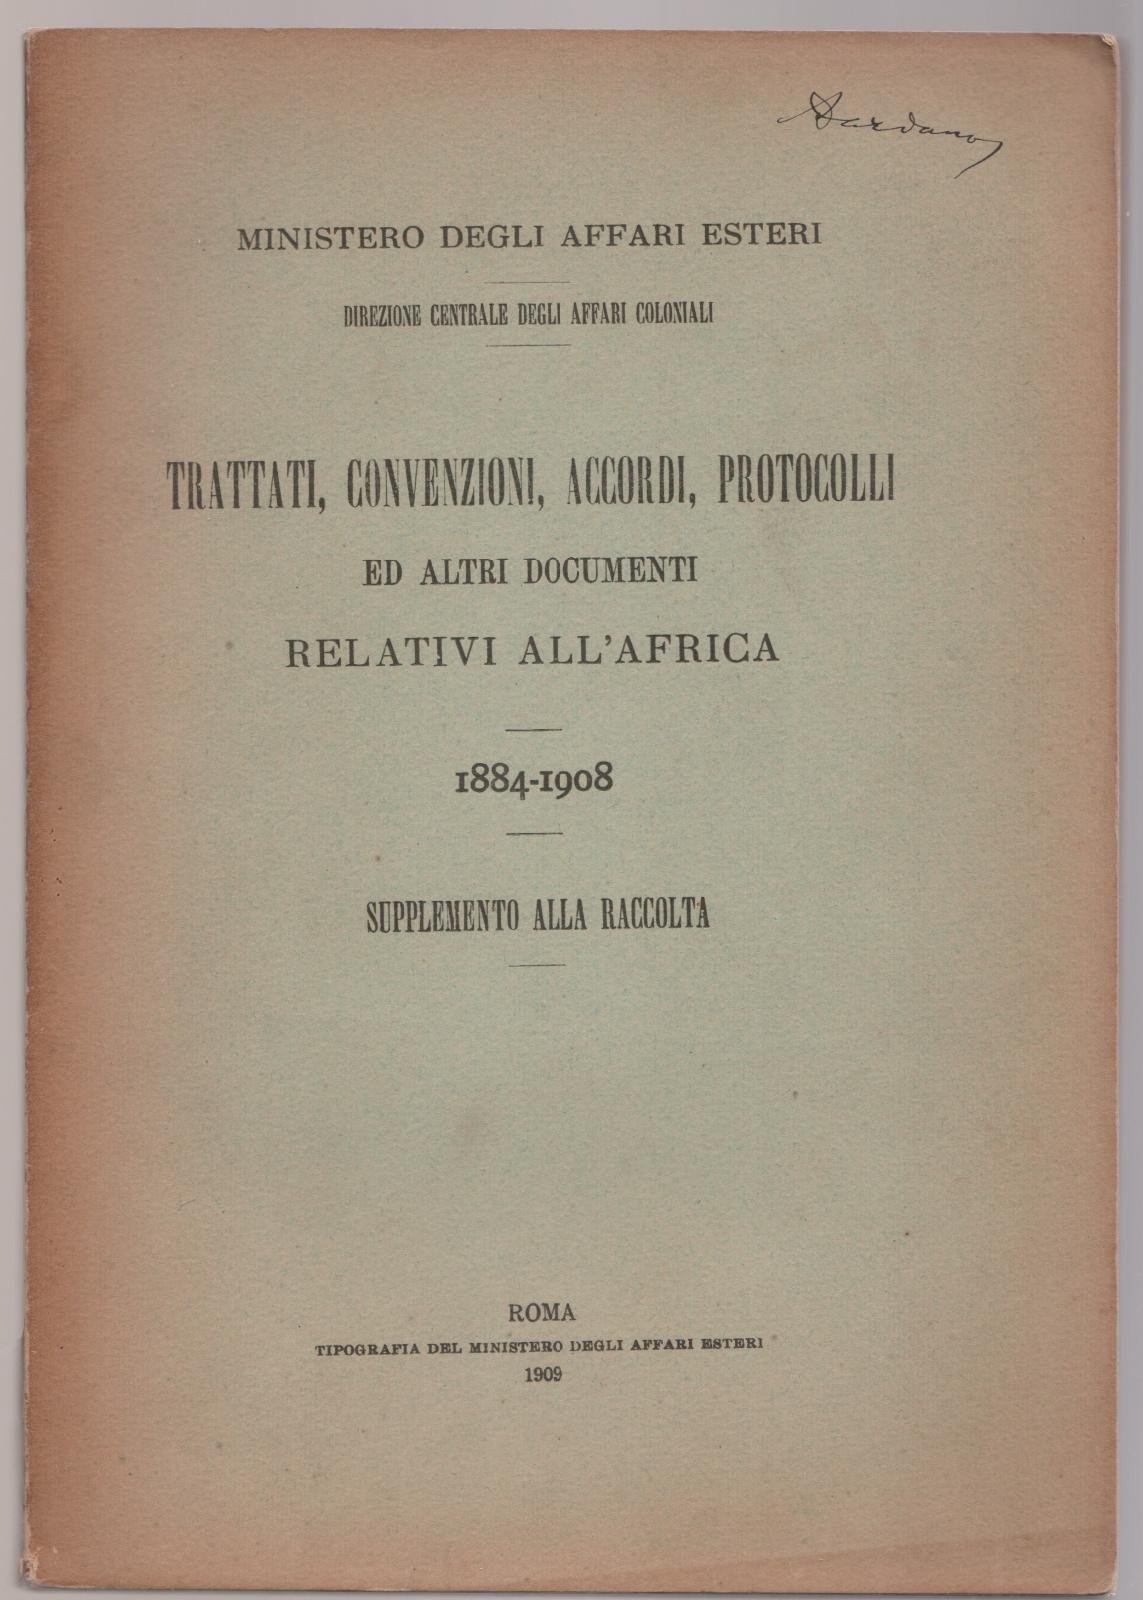 Dardano
MINISTERO DEGLI AFFARI ESTERI
DIREZIONE CENTRALE DEGLI AFFARI COLONIALI
TRATTATI, CONVENZIONI, ACCORDI, PROTOCOLLI
ED ALTRI DOCUMENTI
RELATIVI ALL'AFRICA
1884-1908
SUPPLEMENTO ALLA RACCOLTA
ROMA
TIPOGRAFIA DEL MINISTERO DEGLI AFFARI ESTERI
1909